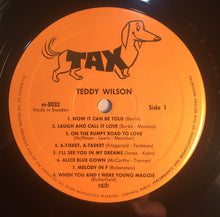 TAX
TEDDY WILSON
m-8032
Made in Sweden
Side 1
1. NOW IT CAN BE TOLD (Berlin)
2. LAUGH AND CALL IT LOVE (Burke - Monaco)
3. ON THE BUMPY ROAD TO LOVE
(Hoffman - Lewis - Mencher)
4. A-TISKET, A-TASKET (Fitzgerald - Feldman)
5. I'LL SEE YOU IN MY DREAMS (Jones - Kahn)
6. ALICE BLUE GOWN (McCarthy - Tierney)
7. MELODY IN F (Rubenstein)
8. WHEN YOU AND I WERE YOUNG MAGGIE
(Butterfield)
ncb